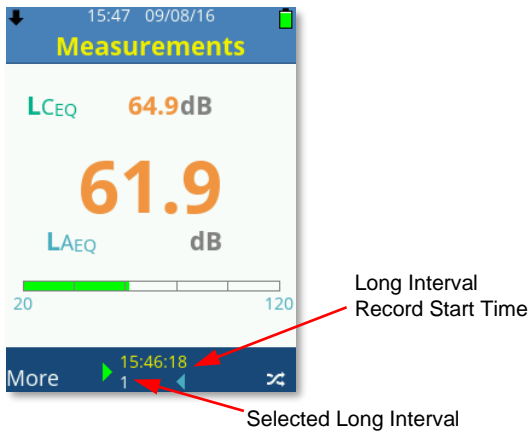 15:47 09/08/16
Measurements
LCEQ 64.9dB
61.9
LAEQ dB
20 120
Long Interval
Record Start Time
15:46:18
More 1
Selected Long Interval